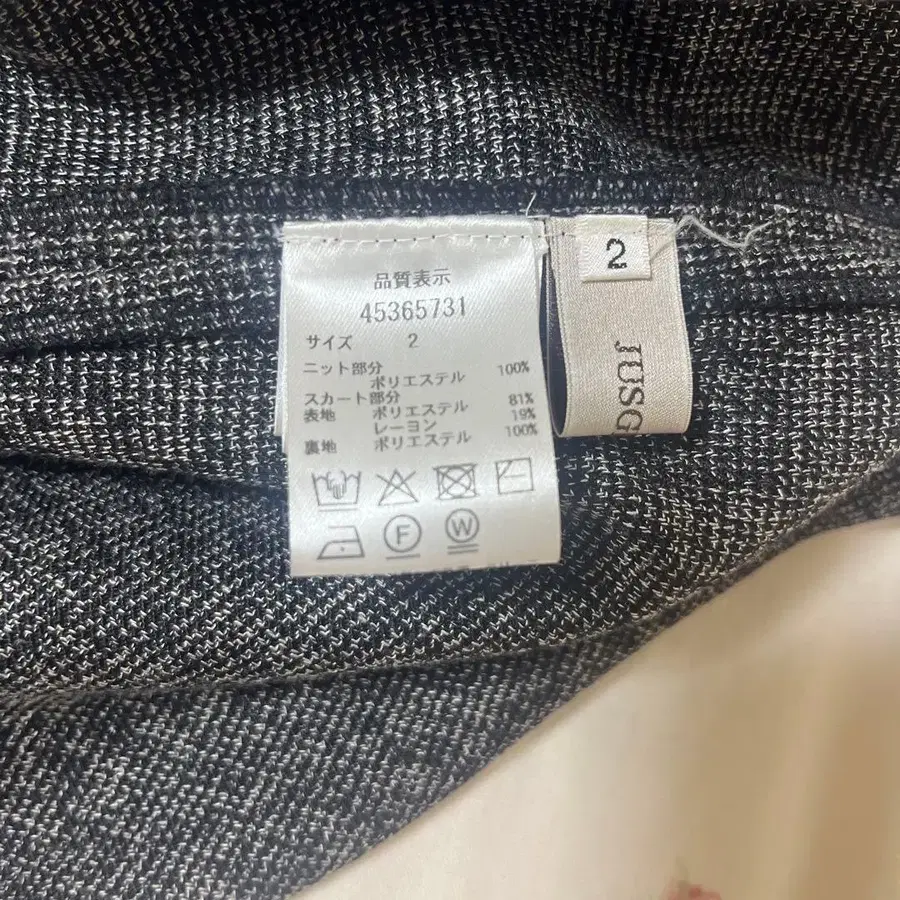 品質表示
45365731
サイズ 2
ニット部分
ポリエステル 100%
スカート部分
表地 ポリエステル 81%
レーヨン 19%
裏地 ポリエステル 100%
F
W
2
JUSG